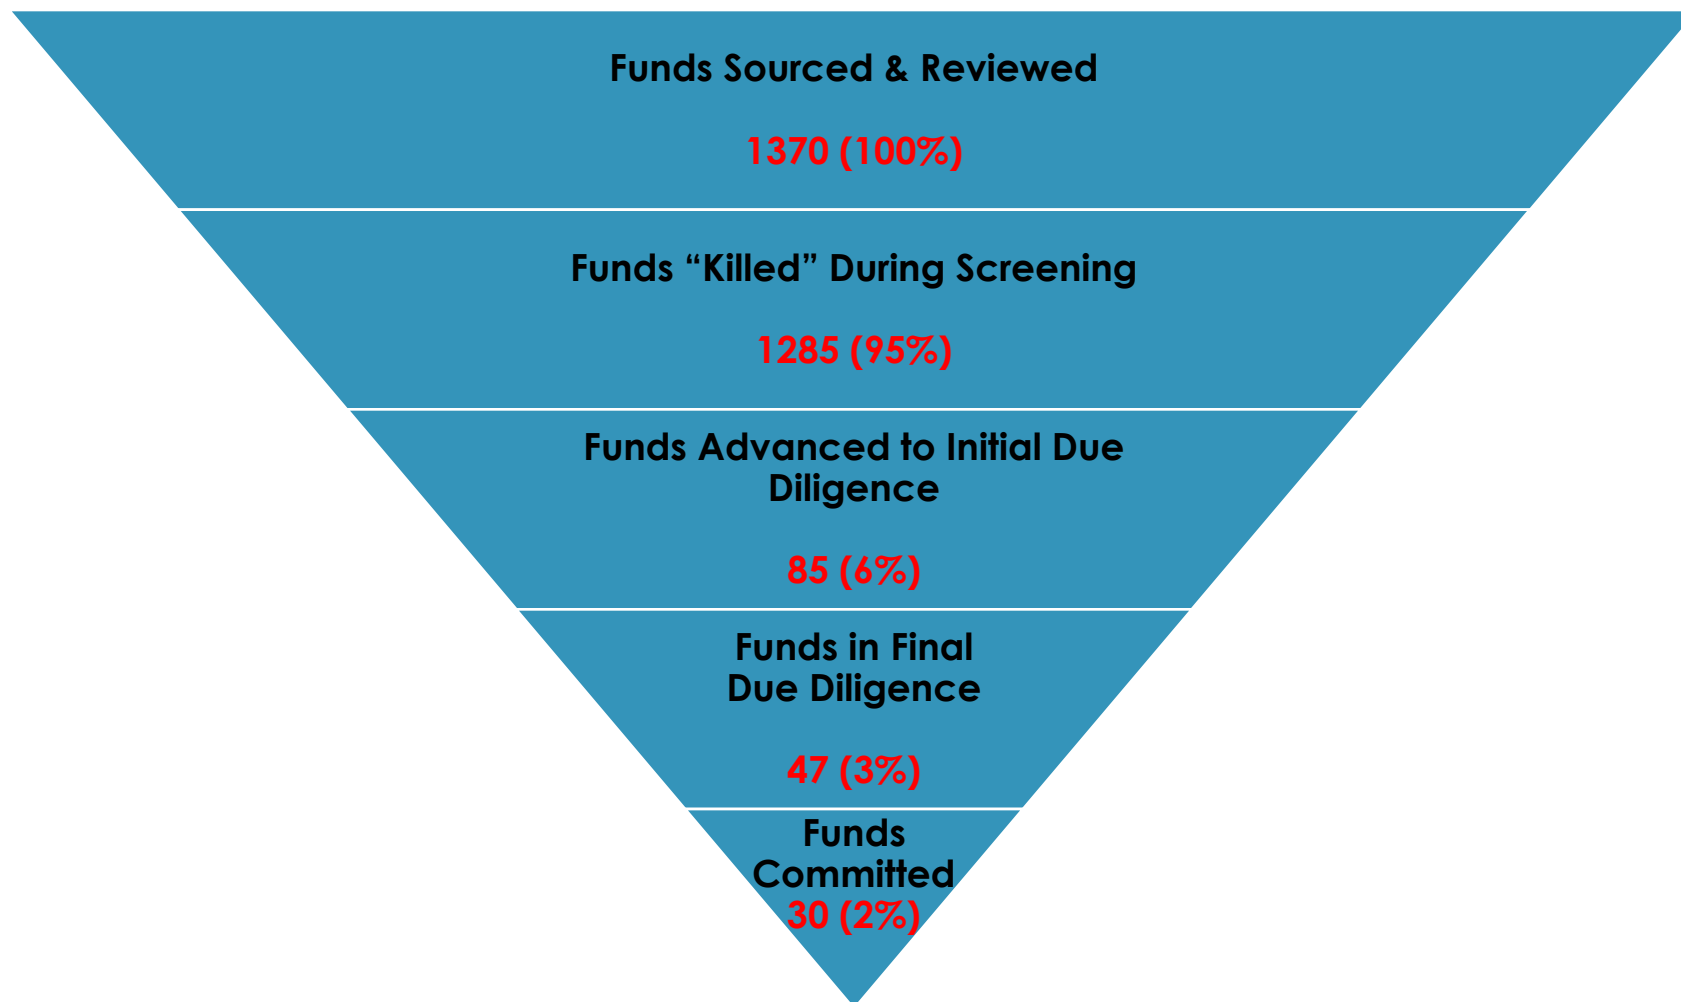 Funds Sourced & Reviewed
1370 (100%)
Funds “Killed” During Screening
1285 (95%)
Funds Advanced to Initial Due
Diligence
85 (6%)
Funds in Final
Due Diligence
47 (3%)
Funds
Committed
30 (2%)